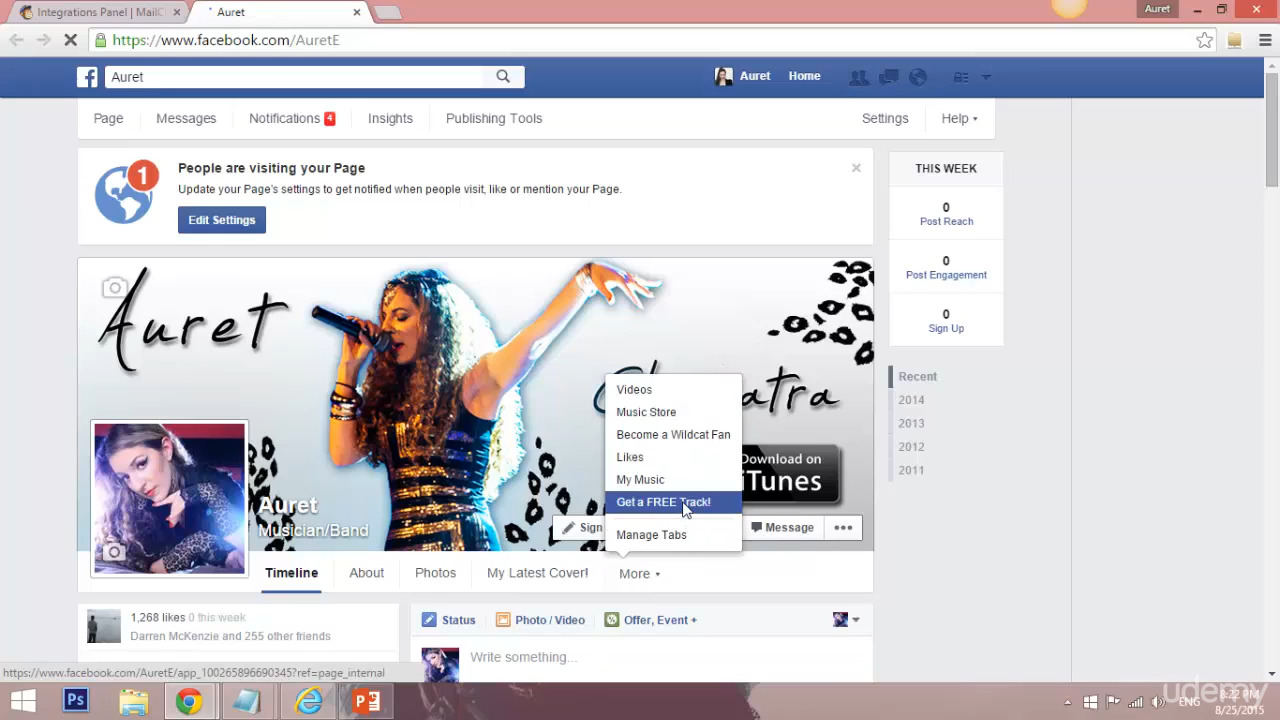 Integrations Panel | MailC
Auret
Auret
https://www.facebook.com/AuretE
Auret
Auret
Home
Page
Messages
Notifications 4
Insights
Publishing Tools
Settings
Help
1
People are visiting your Page
Update your Page's settings to get notified when people visit, like or mention your Page.
Edit Settings
THIS WEEK
0
Post Reach
0
Post Engagement
0
Sign Up
Recent
2014
2013
2012
2011
Auret
Videos
Music Store
Become a Wildcat Fan
Likes
My Music
Get a FREE Track!
Manage Tabs
Download on
iTunes
Auret
Musician/Band
Sign
Message
Timeline
About
Photos
My Latest Cover!
More
1,268 likes 0 this week
Darren McKenzie and 255 other friends
Status
Photo / Video
Offer, Event +
Write something...
https://www.facebook.com/AuretE/app_100265896690345?ref=page_internal
Ps
ENG
8:22 PM
8/25/2015
udemy